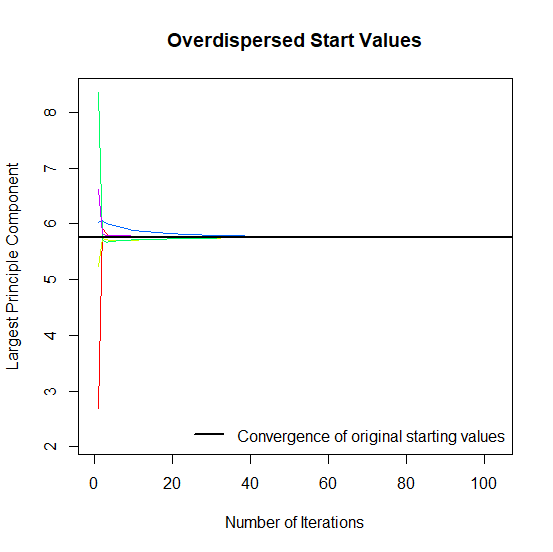 Overdispersed Start Values
Largest Principle Component
8
7
6
5
4
3
2
Convergence of original starting values
0 20 40 60 80 100
Number of Iterations